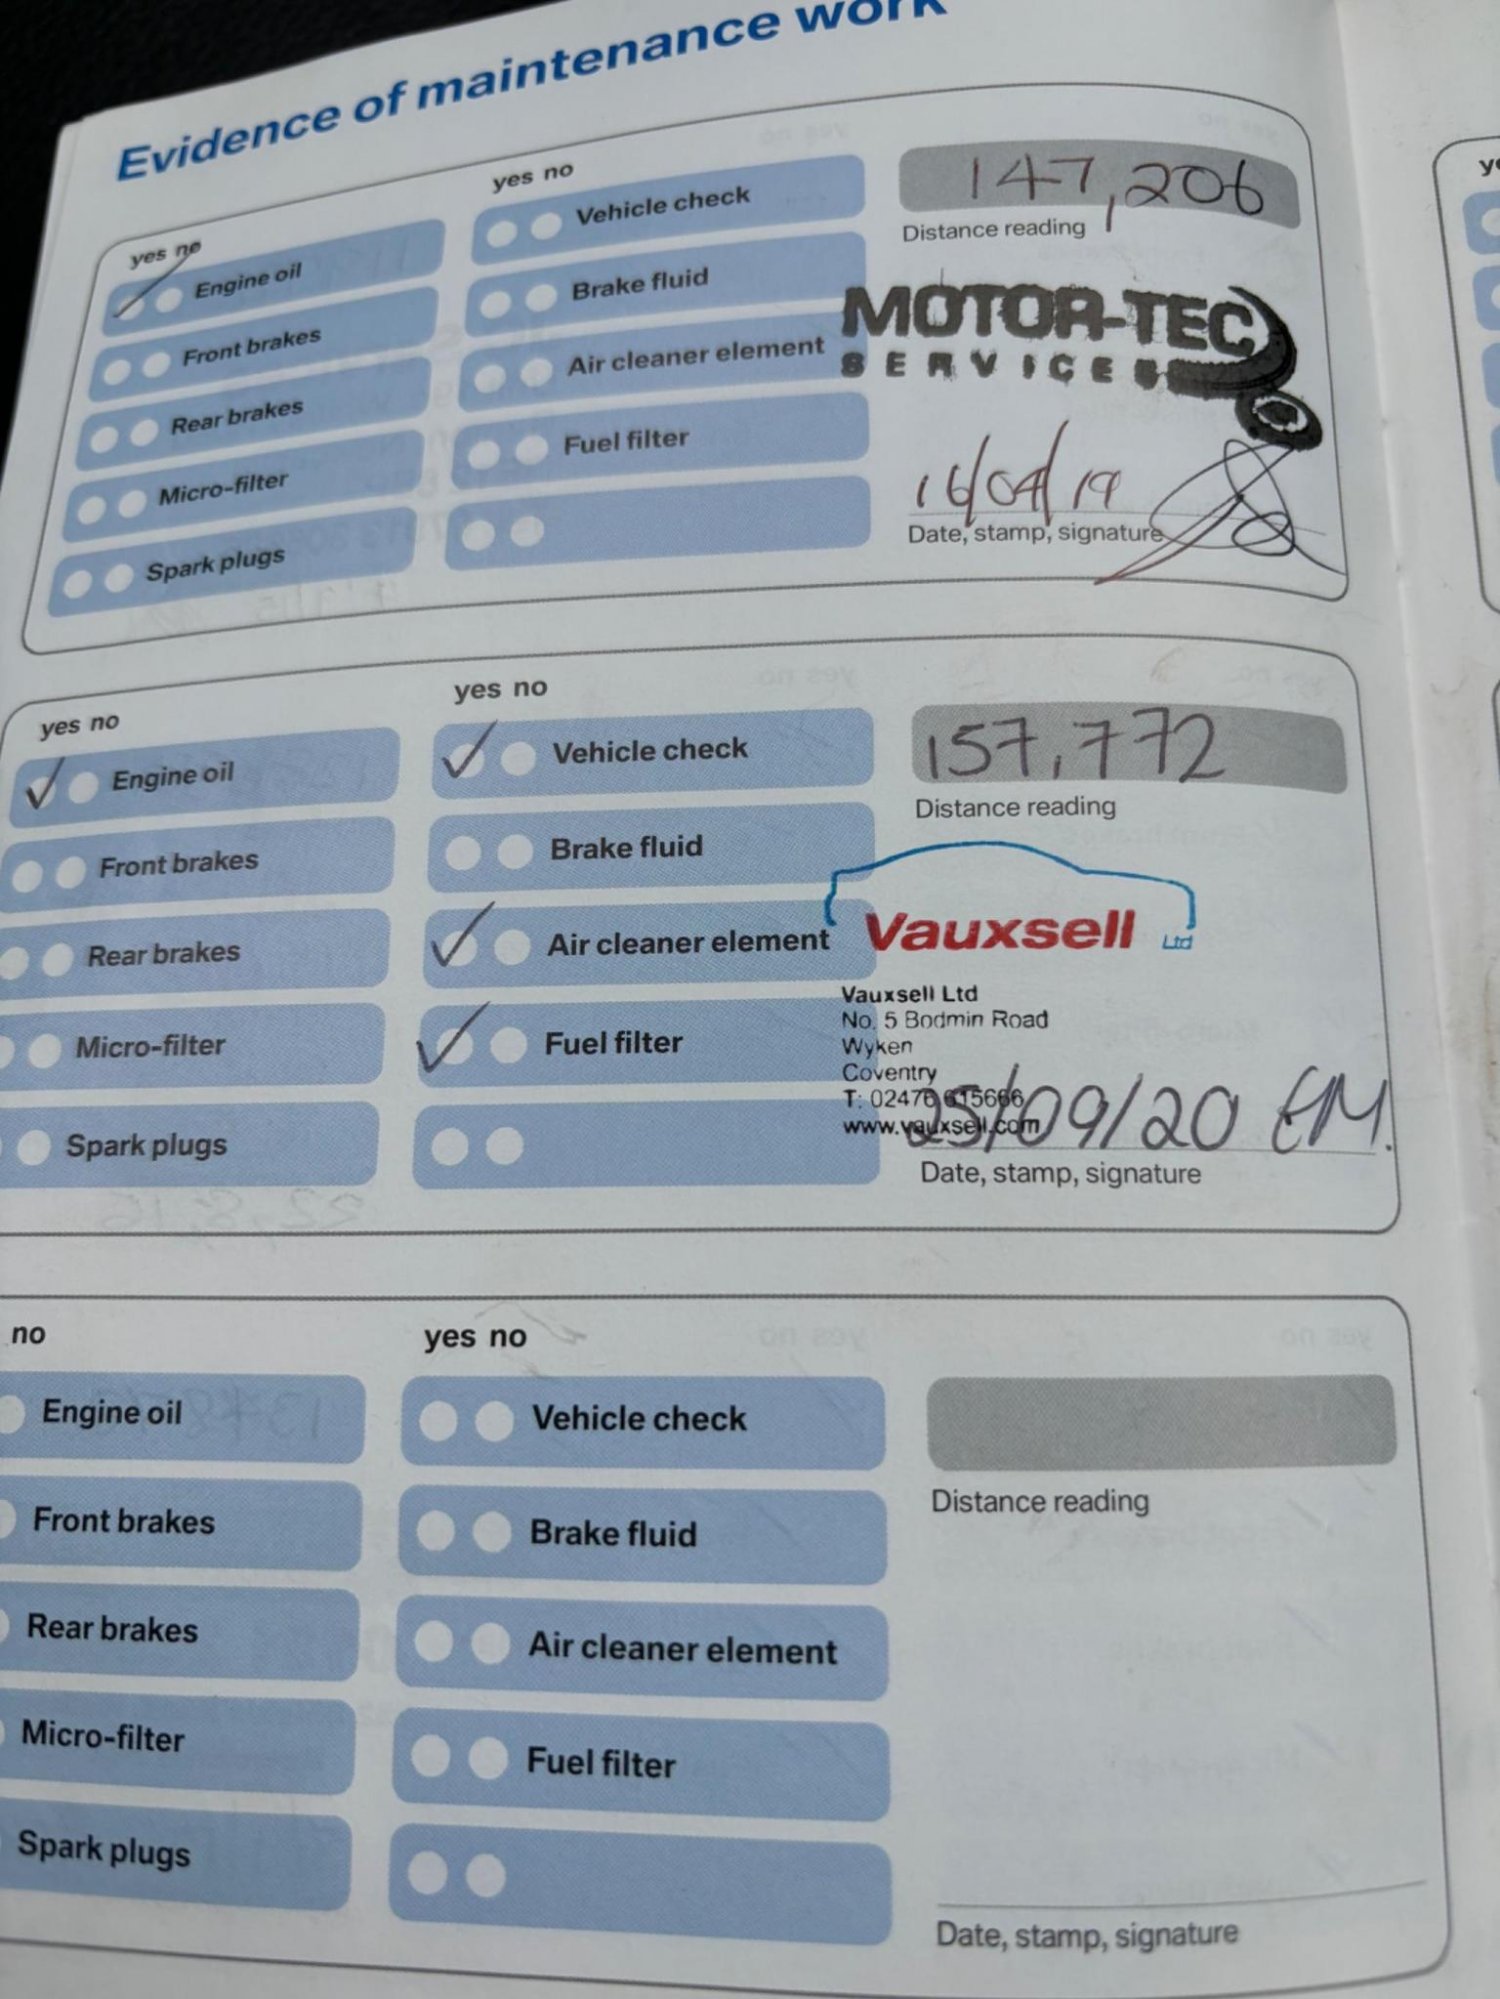 Evidence of maintenance work
yes no
Engine oil
Front brakes
Rear brakes
Micro-filter
Spark plugs
yes no
Vehicle check
Brake fluid
Air cleaner element
Fuel filter
147,206
Distance reading
MOTOR-TEC
SERVICES
16/04/19
Date, stamp, signature
yes no
Engine oil
Front brakes
Rear brakes
Micro-filter
Spark plugs
yes no
Vehicle check
Brake fluid
Air cleaner element
Fuel filter
157,772
Distance reading
Vauxsell Ltd
Vauxsell Ltd
No. 5 Bodmin Road
Wyken
Coventry
T: 02476 615666
www.vauxsell.com
25/09/20 EM.
Date, stamp, signature
no
Engine oil
Front brakes
Rear brakes
Micro-filter
Spark plugs
yes no
Vehicle check
Brake fluid
Air cleaner element
Fuel filter
Distance reading
Date, stamp, signature